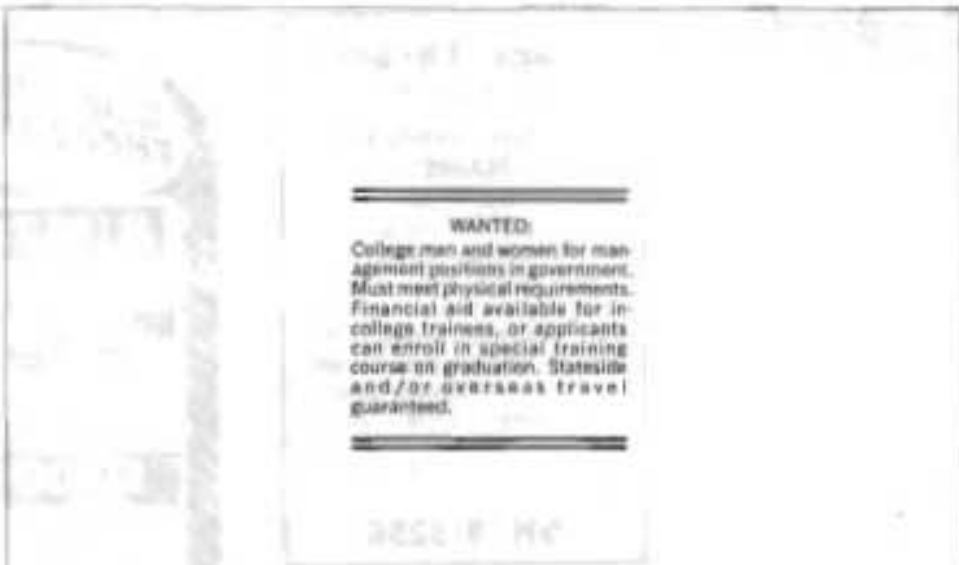 WANTED:
College men and women for man-
agement positions in government.
Must meet physical requirements.
Financial aid available for in-
college trainees, or applicants
can enroll in special training
course on graduation. Stateside
and/or overseas travel
guaranteed.